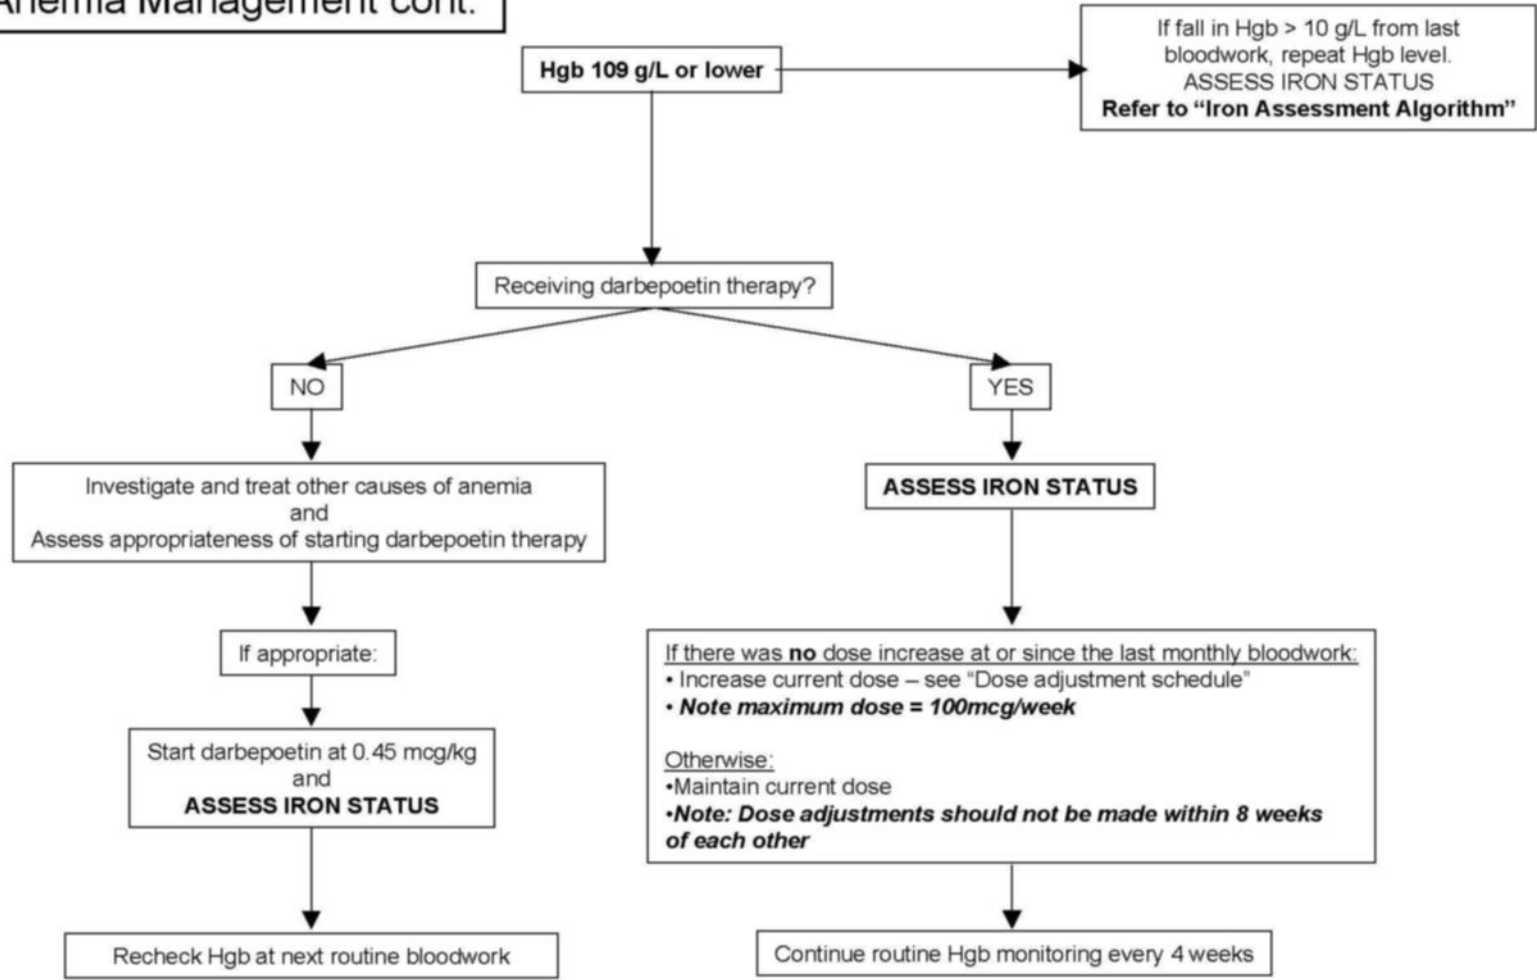 Anemia Management cont.
Hgb 109 g/L or lower
If fall in Hgb > 10 g/L from last
bloodwork, repeat Hgb level.
ASSESS IRON STATUS
Refer to “Iron Assessment Algorithm”
Receiving darbepoetin therapy?
NO
YES
Investigate and treat other causes of anemia
and
Assess appropriateness of starting darbepoetin therapy
If appropriate:
Start darbepoetin at 0.45 mcg/kg
and
ASSESS IRON STATUS
Recheck Hgb at next routine bloodwork
ASSESS IRON STATUS
If there was no dose increase at or since the last monthly bloodwork:
• Increase current dose – see “Dose adjustment schedule”
• Note maximum dose = 100mcg/week
Otherwise:
•Maintain current dose
•Note: Dose adjustments should not be made within 8 weeks
of each other
Continue routine Hgb monitoring every 4 weeks